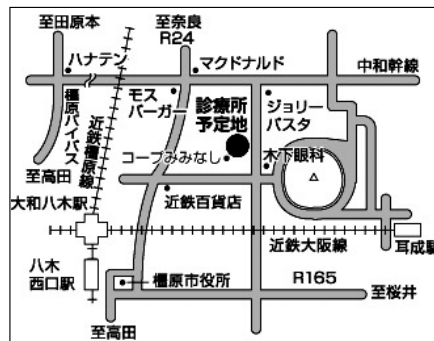 至田原本
至奈良
R24
ハナテン
マクドナルド
中和幹線
モス
バーガー
診療所
予定地
ジョリー
パスタ
橿原バイパス
近鉄橿原線
コープみみなし
木下眼科
至高田
大和八木駅
近鉄百貨店
近鉄大阪線
耳成駅
八木
西口駅
橿原市役所
R165
至桜井
至高田